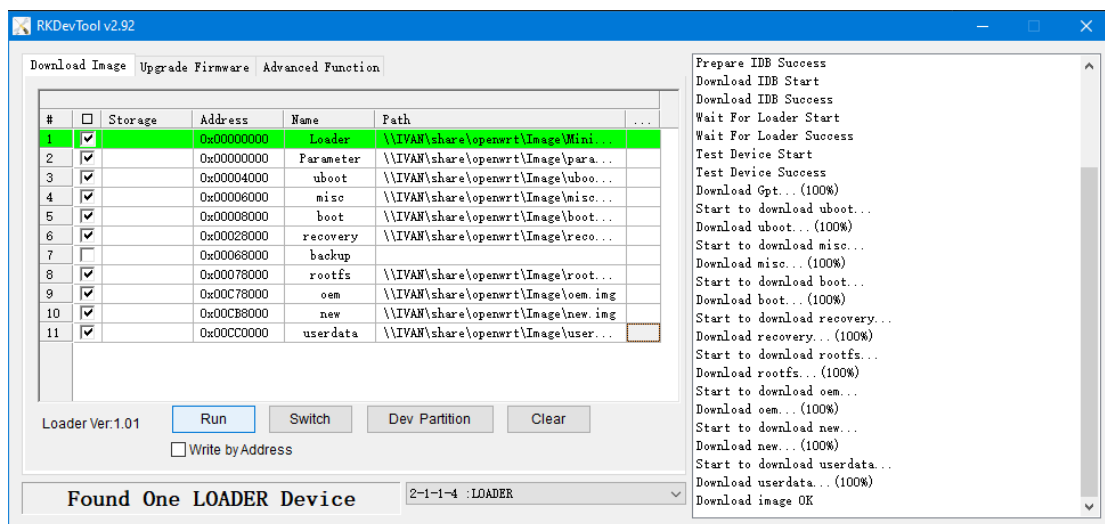 RKDevTool v2.92
Download Image Upgrade Firmware Advanced Function
# Storage Address Name Path ...
1 0x00000000 Loader \\IVAN\share\openwrt\Image\Mini...
2 0x00000000 Parameter \\IVAN\share\openwrt\Image\para...
3 0x00004000 uboot \\IVAN\share\openwrt\Image\uboo...
4 0x00006000 misc \\IVAN\share\openwrt\Image\misc...
5 0x00008000 boot \\IVAN\share\openwrt\Image\boot...
6 0x00028000 recovery \\IVAN\share\openwrt\Image\reco...
7 0x00068000 backup
8 0x00078000 rootfs \\IVAN\share\openwrt\Image\root...
9 0x00C78000 oem \\IVAN\share\openwrt\Image\oem.img
10 0x00CB8000 new \\IVAN\share\openwrt\Image\new.img
11 0x00CC0000 userdata \\IVAN\share\openwrt\Image\user...
Loader Ver:1.01 Run Switch Dev Partition Clear
Write by Address
Found One LOADER Device 2-1-1-4 :LOADER
Prepare IDB Success
Download IDB Start
Download IDB Success
Wait For Loader Start
Wait For Loader Success
Test Device Start
Test Device Success
Download Gpt...(100%)
Start to download uboot...
Download uboot...(100%)
Start to download misc...
Download misc...(100%)
Start to download boot...
Download boot...(100%)
Start to download recovery...
Download recovery...(100%)
Start to download rootfs...
Download rootfs...(100%)
Start to download oem...
Download oem...(100%)
Start to download new...
Download new...(100%)
Start to download userdata...
Download userdata...(100%)
Download image OK